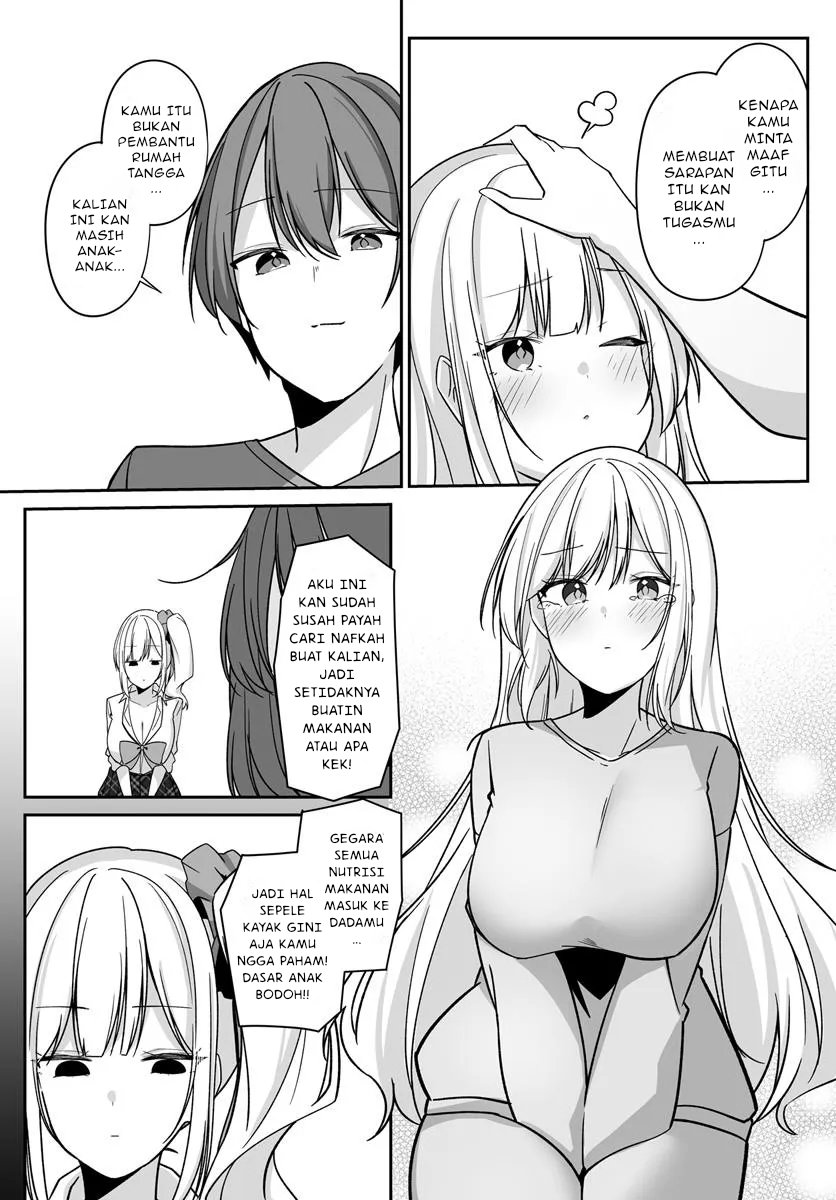 KENAPA
KAMU
MINTA
MAAF
GITU
...
MEMBUAT
SARAPAN
ITU KAN
BUKAN
TUGASMU
...
KAMU ITU
BUKAN
PEMBANTU
RUMAH
TANGGA
...
KALIAN
INI KAN
MASIH
ANAK-
ANAK...
AKU INI
KAN SUDAH
SUSAH PAYAH
CARI NAFKAH
BUAT KALIAN,
JADI
SETIDAKNYA
BUATIN
MAKANAN
ATAU APA
KEK!
GEGARA
SEMUA
NUTRISI
MAKANAN
MASUK KE
DADAMU
...
JADI HAL
SEPELE
KAYAK GINI
AJA KAMU
NGGA PAHAM!
DASAR ANAK
BODOH!!